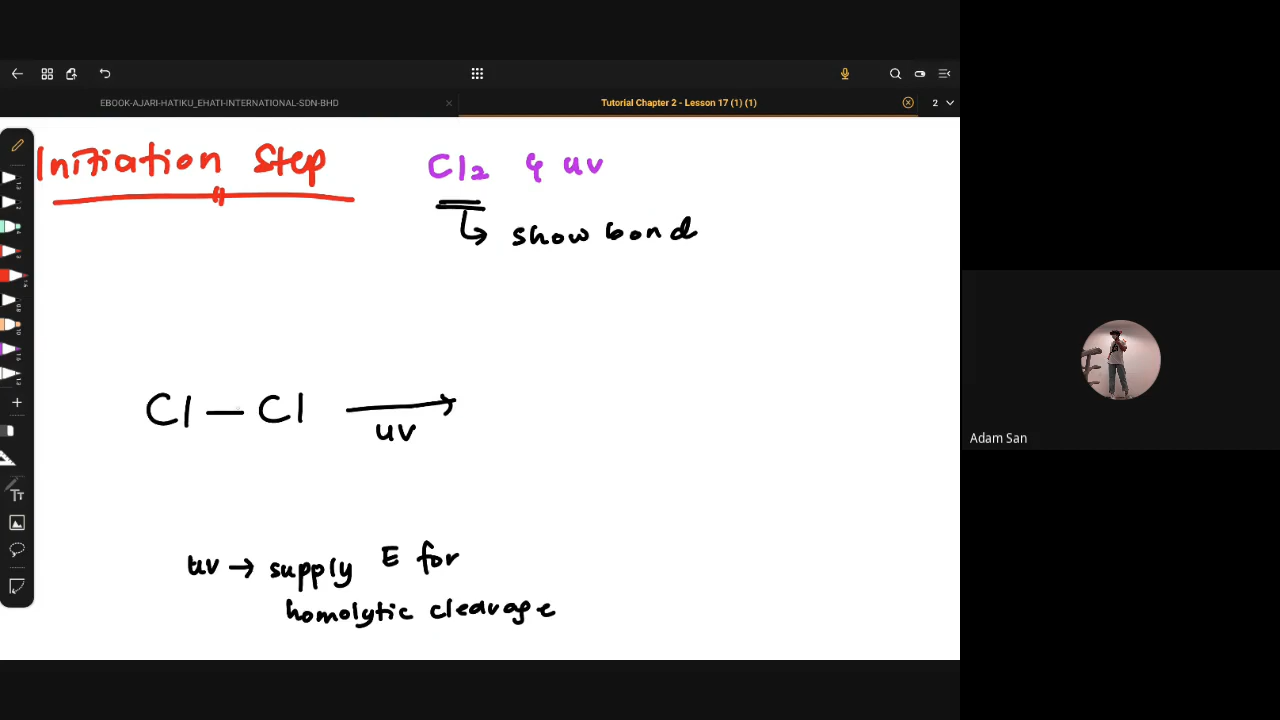 EBOOK-AJARI-HATIKU_EHATI-INTERNATIONAL-SDN-BHD
Tutorial Chapter 2 - Lesson 17 (1) (1)
2
Initiation Step
Cl2 & uv
show bond
Cl — Cl
uv
uv → supply E for
homolytic cleavage
Adam San
Tт